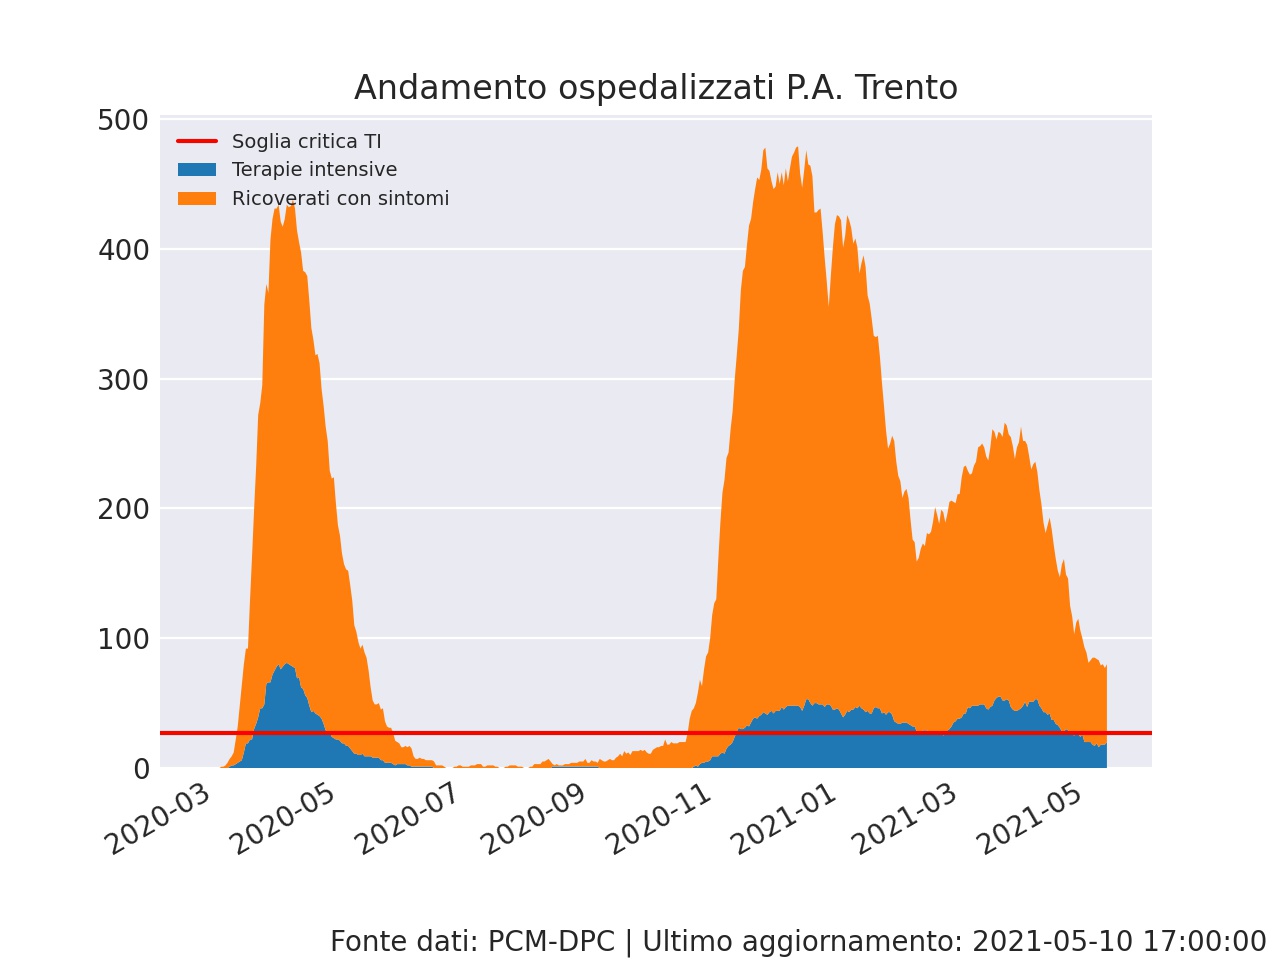 Andamento ospedalizzati P.A. Trento
500
400
300
200
100
0
Soglia critica TI
Terapie intensive
Ricoverati con sintomi
2020-03
2020-05
2020-07
2020-09
2020-11
2021-01
2021-03
2021-05
Fonte dati: PCM-DPC | Ultimo aggiornamento: 2021-05-10 17:00:00